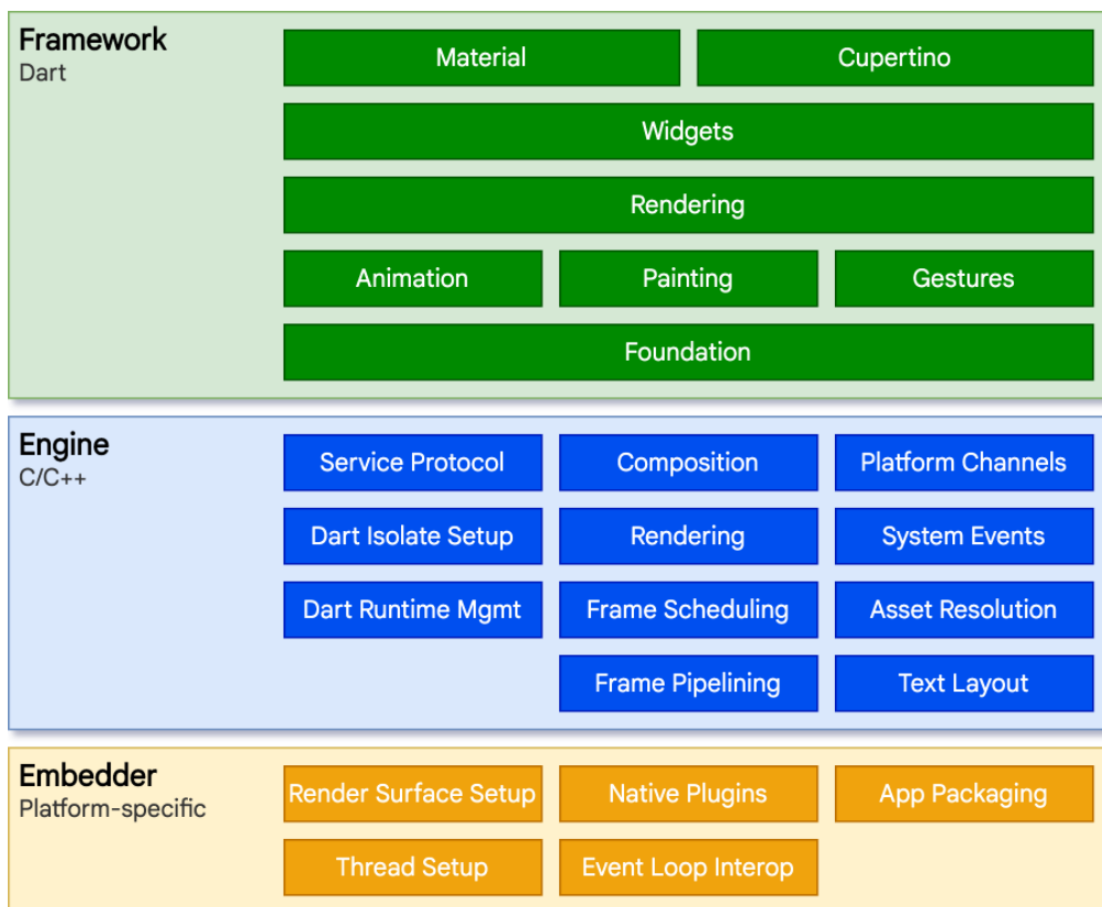 Framework
Dart
Material
Cupertino
Widgets
Rendering
Animation
Painting
Gestures
Foundation
Engine
C/C++
Service Protocol
Composition
Platform Channels
Dart Isolate Setup
Rendering
System Events
Dart Runtime Mgmt
Frame Scheduling
Asset Resolution
Frame Pipelining
Text Layout
Embedder
Platform-specific
Render Surface Setup
Native Plugins
App Packaging
Thread Setup
Event Loop Interop